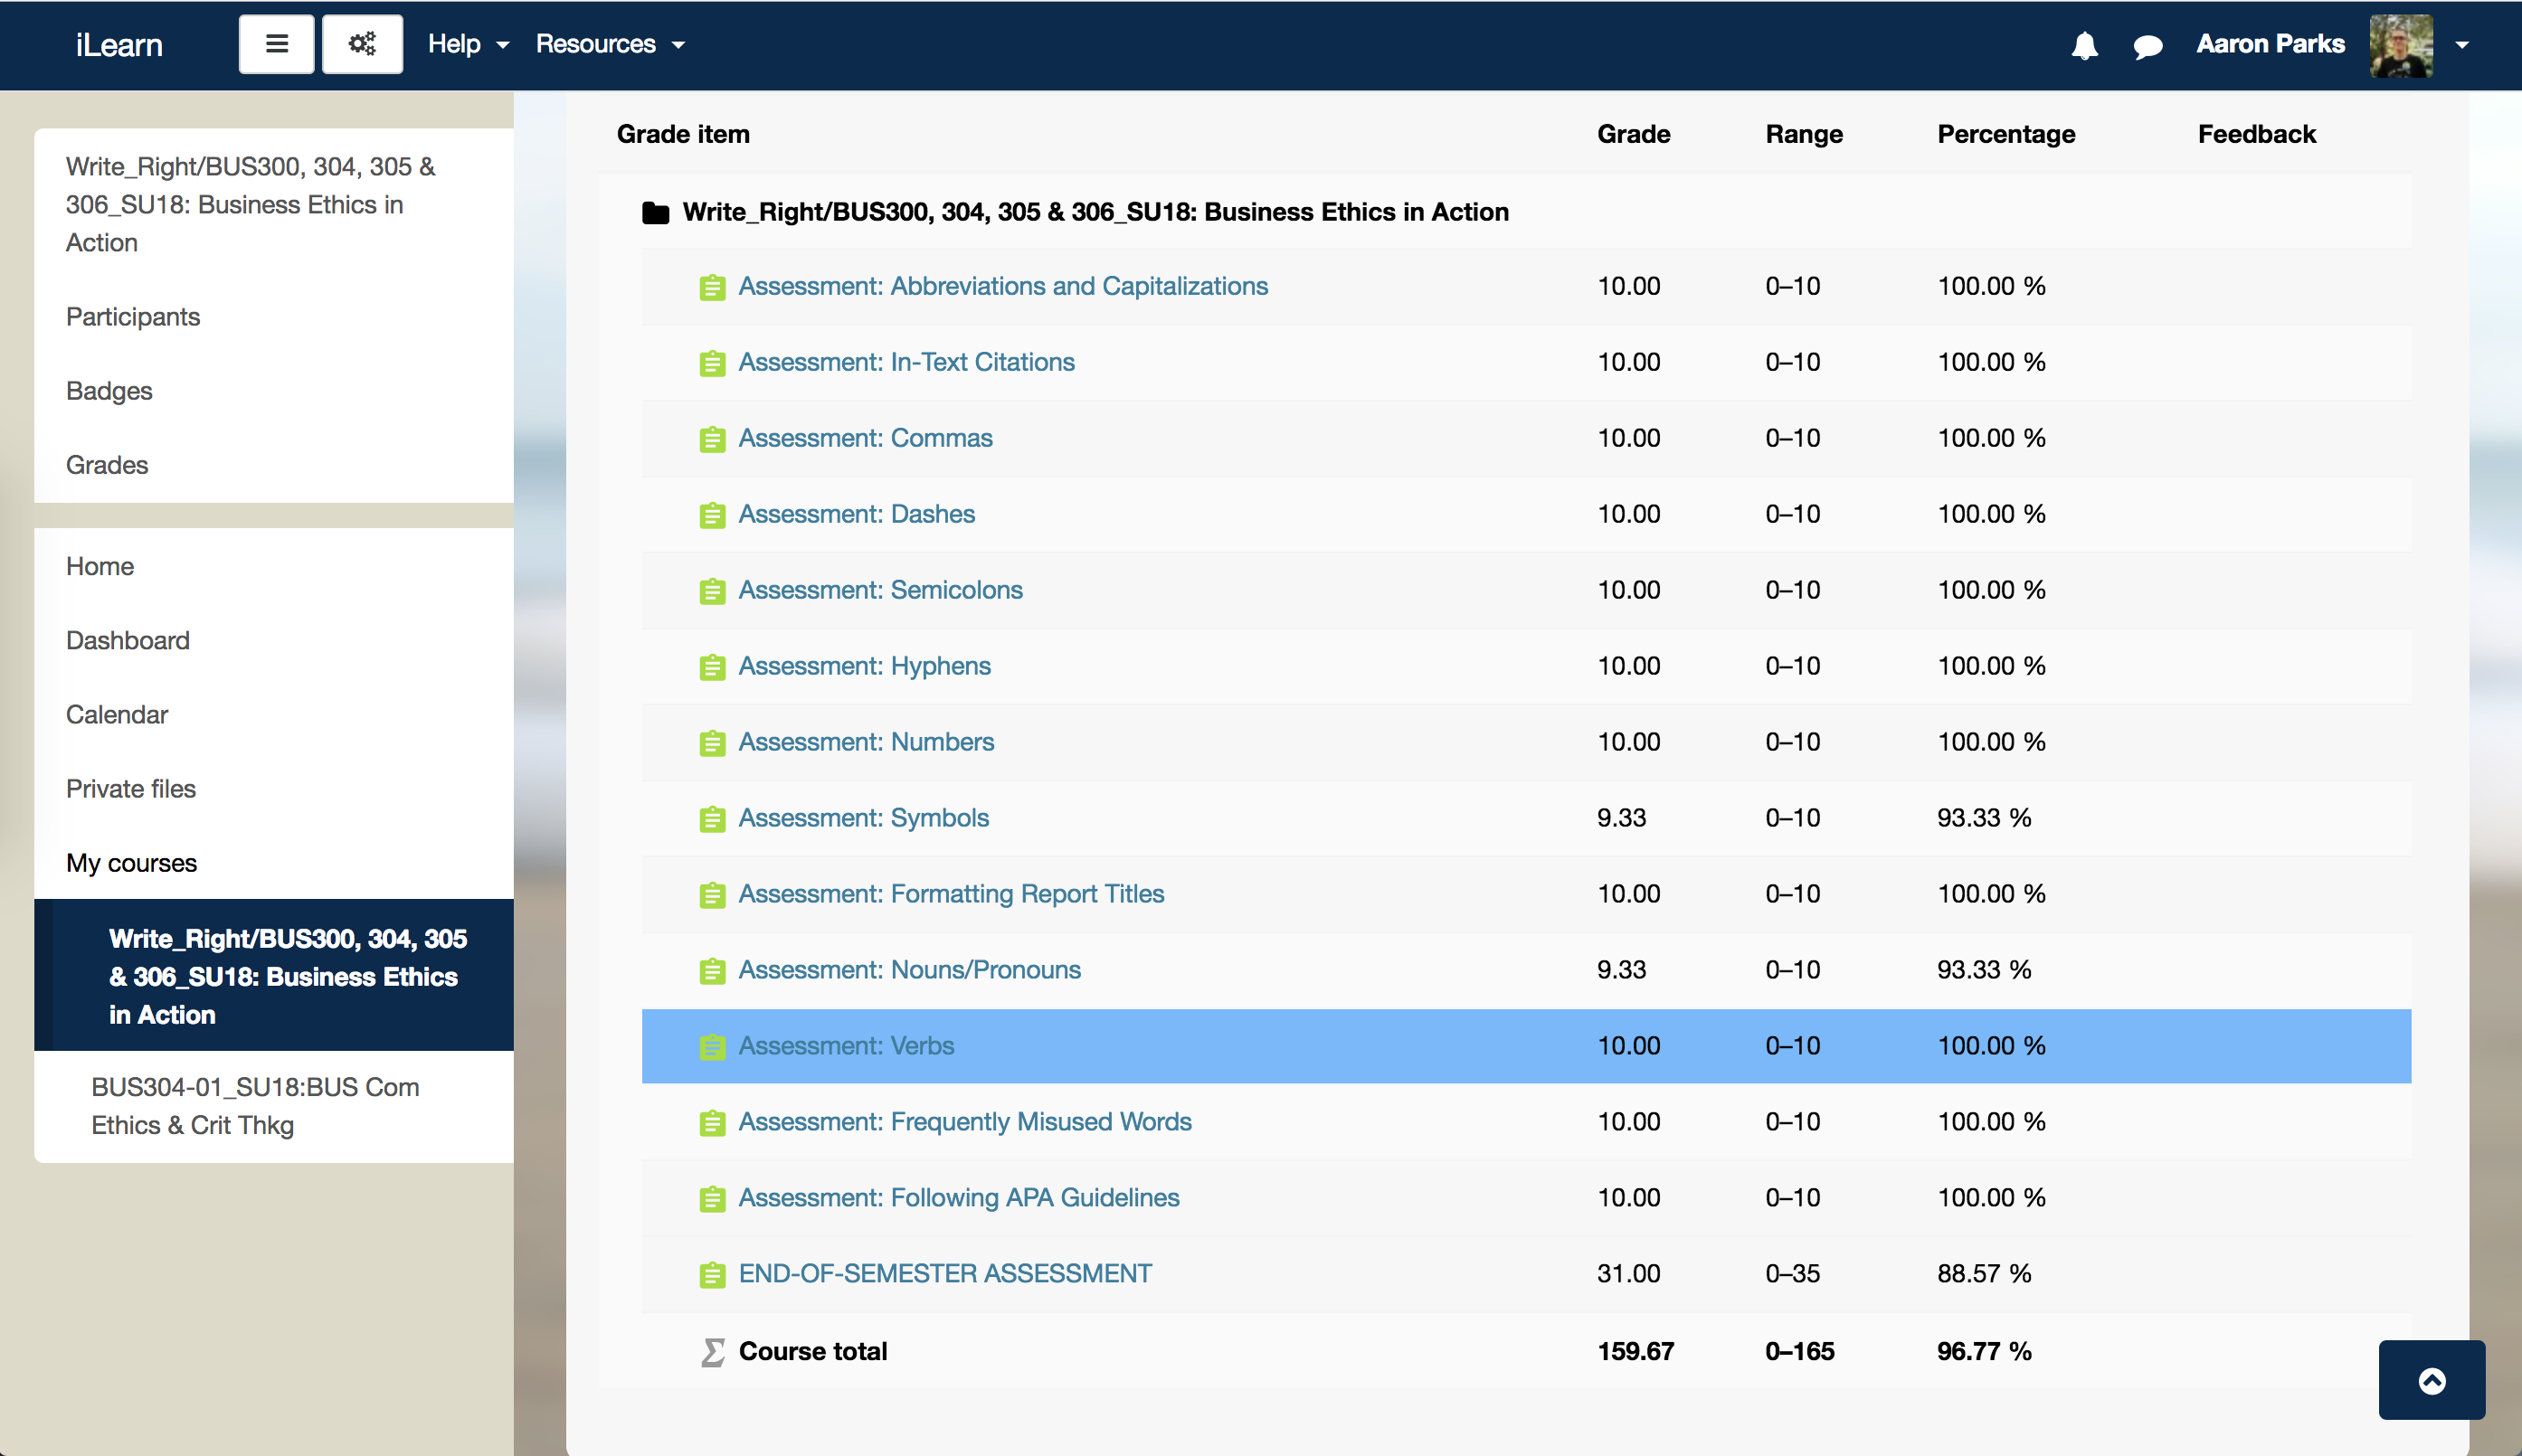 iLearn Help Resources Aaron Parks
Write_Right/BUS300, 304, 305 &
306_SU18: Business Ethics in
Action
Participants
Badges
Grades
Home
Dashboard
Calendar
Private files
My courses
Write_Right/BUS300, 304, 305
& 306_SU18: Business Ethics
in Action
BUS304-01_SU18:BUS Com
Ethics & Crit Thkg
Grade item Grade Range Percentage Feedback
Write_Right/BUS300, 304, 305 & 306_SU18: Business Ethics in Action
Assessment: Abbreviations and Capitalizations 10.00 0–10 100.00 %
Assessment: In-Text Citations 10.00 0–10 100.00 %
Assessment: Commas 10.00 0–10 100.00 %
Assessment: Dashes 10.00 0–10 100.00 %
Assessment: Semicolons 10.00 0–10 100.00 %
Assessment: Hyphens 10.00 0–10 100.00 %
Assessment: Numbers 10.00 0–10 100.00 %
Assessment: Symbols 9.33 0–10 93.33 %
Assessment: Formatting Report Titles 10.00 0–10 100.00 %
Assessment: Nouns/Pronouns 9.33 0–10 93.33 %
Assessment: Verbs 10.00 0–10 100.00 %
Assessment: Frequently Misused Words 10.00 0–10 100.00 %
Assessment: Following APA Guidelines 10.00 0–10 100.00 %
END-OF-SEMESTER ASSESSMENT 31.00 0–35 88.57 %
Course total 159.67 0–165 96.77 %